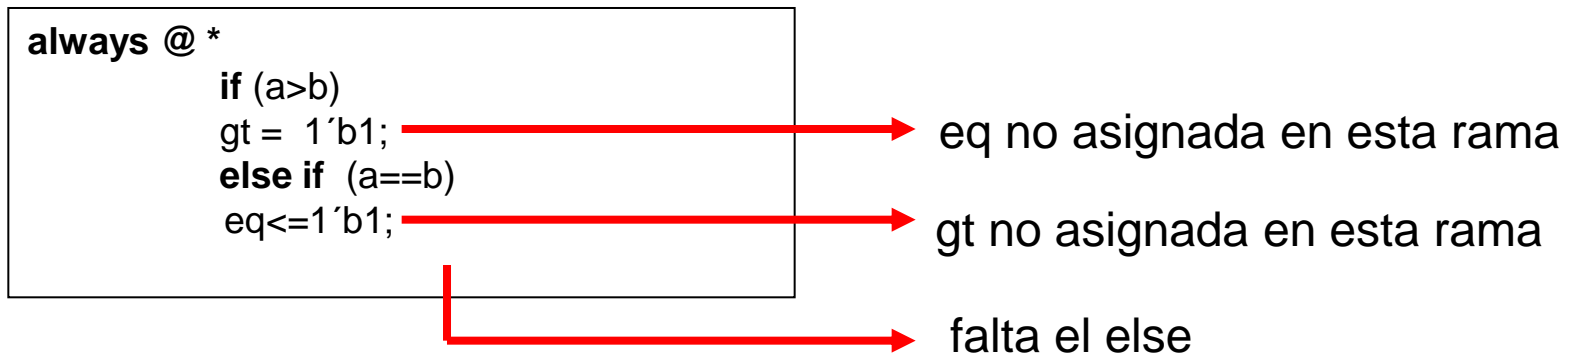 always @ *
if (a>b)
gt = 1´b1;
eq no asignada en esta rama
else if (a==b)
eq<=1´b1;
gt no asignada en esta rama
falta el else